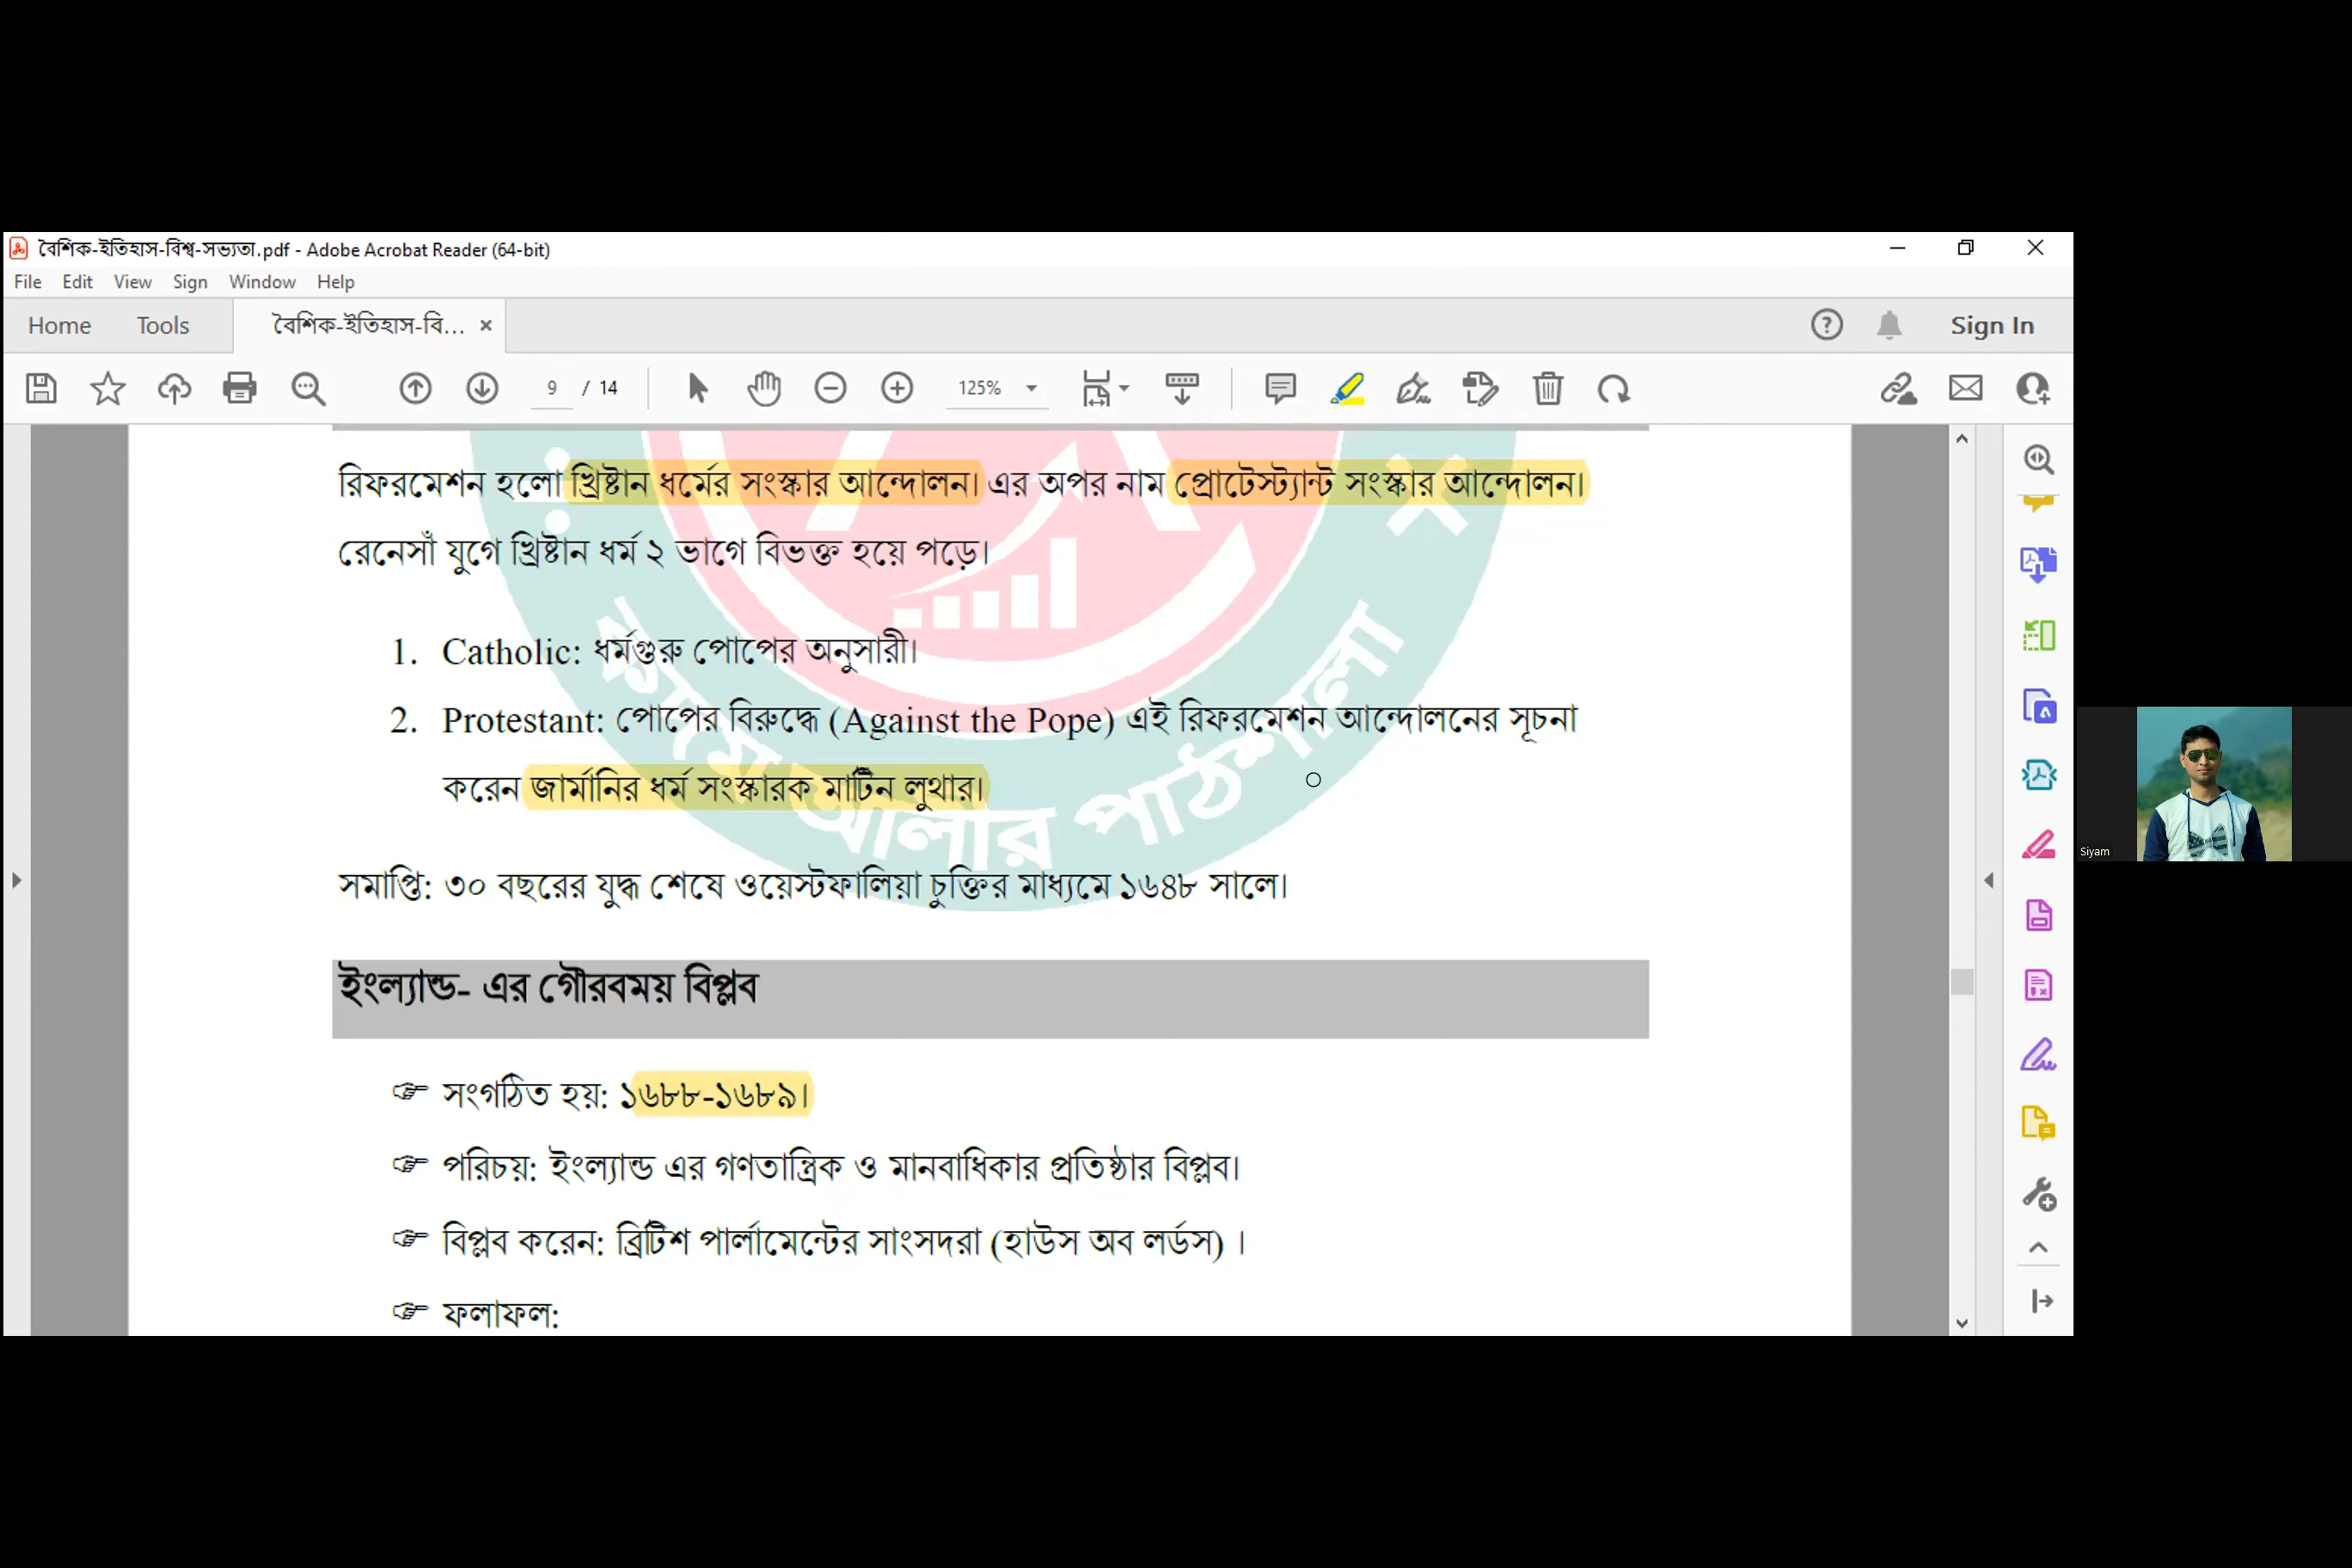 বৈশিক-ইতিহাস-বিশ্ব-সভ্যতা.pdf - Adobe Acrobat Reader (64-bit)
File Edit View Sign Window Help
Home Tools বৈশিক-ইতিহাস-বি... × Sign In
9 / 14 125%
রিফরমেশন হলো খ্রিষ্টান ধর্মের সংস্কার আন্দোলন। এর অপর নাম প্রোটেস্ট্যান্ট সংস্কার আন্দোলন।
রেনেসাঁ যুগে খ্রিষ্টান ধর্ম ২ ভাগে বিভক্ত হয়ে পড়ে।
1. Catholic: ধর্মগুরু পোপের অনুসারী।
2. Protestant: পোপের বিরুদ্ধে (Against the Pope) এই রিফরমেশন আন্দোলনের সূচনা
করেন জার্মানির ধর্ম সংস্কারক মার্টিন লুথার।
কামে আলীর পাঠশালা
সমাপ্তি: ৩০ বছরের যুদ্ধ শেষে ওয়েস্টফালিয়া চুক্তির মাধ্যমে ১৬৪৮ সালে।
ইংল্যান্ড- এর গৌরবময় বিপ্লব
☞ সংগঠিত হয়: ১৬৮৮-১৬৮৯।
☞ পরিচয়: ইংল্যান্ড এর গণতান্ত্রিক ও মানবাধিকার প্রতিষ্ঠার বিপ্লব।
☞ বিপ্লব করেন: ব্রিটিশ পার্লামেন্টের সাংসদরা (হাউস অব লর্ডস) ।
☞ ফলাফল:
Siyam